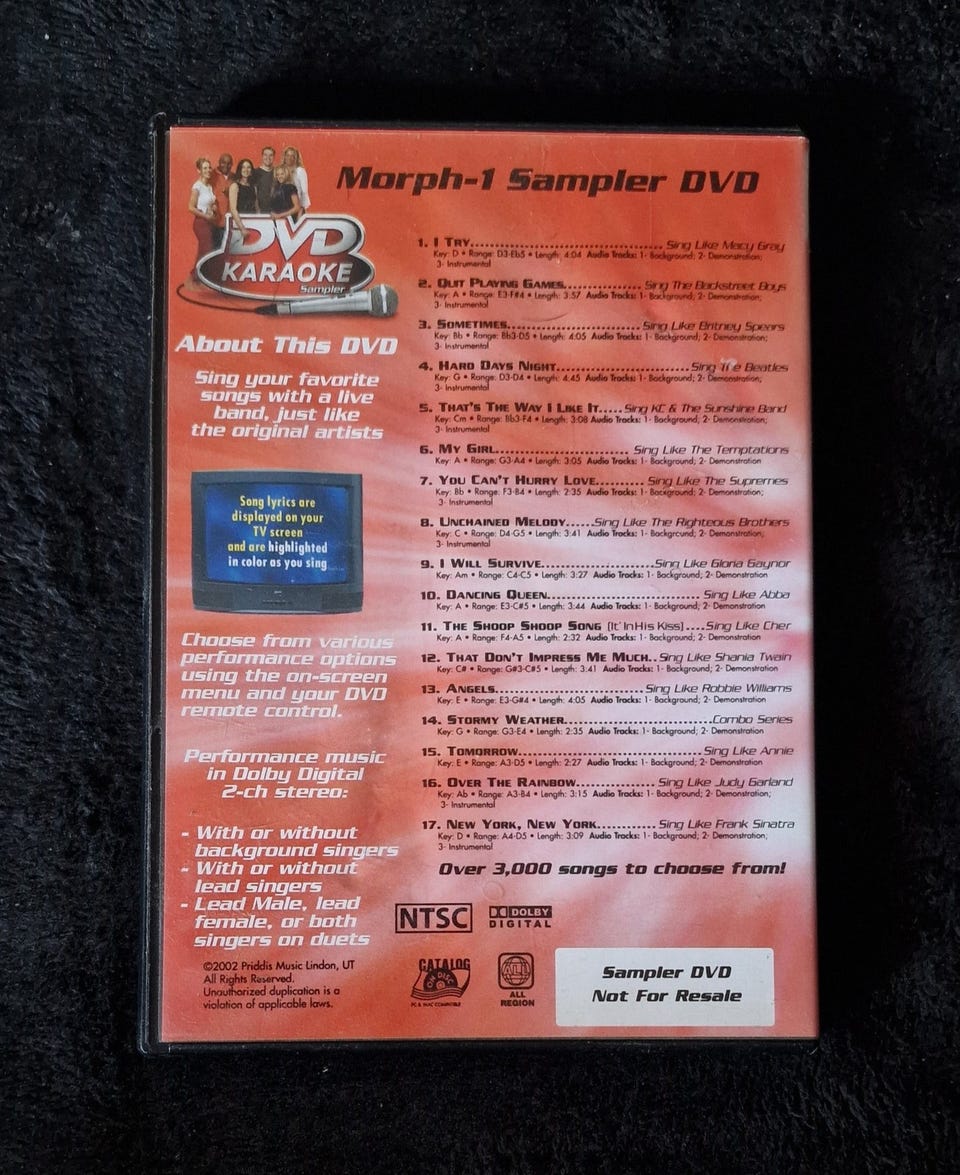 Morph-1 Sampler DVD
DVD
KARAOKE
Sampler
About This DVD
Sing your favorite
songs with a live
band, just like
the original artists
Song lyrics are
displayed on your
TV screen
and are highlighted
in color as you sing
Choose from various
performance options
using the on-screen
menu and your DVD
remote control.
Performance music
in Dolby Digital
2-ch stereo:
- With or without
background singers
- With or without
lead singers
- Lead Male, lead
female, or both
singers on duets
©2002 Priddis Music Lindon, UT
All Rights Reserved.
Unauthorized duplication is a
violation of applicable laws.
1. I Try................................ Sing Like Macy Gray
Key: D • Range: D3-Eb5 • Length: 4:04 Audio Tracks: 1- Background; 2- Demonstration;
3- Instrumental
2. Quit Playing Games................. Sing The Backstreet Boys
Key: A • Range: E3-F#4 • Length: 3:57 Audio Tracks: 1- Background; 2- Demonstration;
3- Instrumental
3. Sometimes...................... Sing Like Britney Spears
Key: Bb • Range: Bb3-D5 • Length: 4:05 Audio Tracks: 1- Background; 2- Demonstration;
3- Instrumental
4. Hard Days Night...................... Sing The Beatles
Key: G • Range: D3-D4 • Length: 4:45 Audio Tracks: 1- Background; 2- Demonstration;
3- Instrumental
5. That's The Way I Like It..... Sing KC & The Sunshine Band
Key: Cm • Range: Bb3-F4 • Length: 3:08 Audio Tracks: 1- Background; 2- Demonstration;
3- Instrumental
6. My Girl...................... Sing Like The Temptations
Key: A • Range: G3-A4 • Length: 3:05 Audio Tracks: 1- Background; 2- Demonstration
7. You Can't Hurry Love.......... Sing Like The Supremes
Key: Bb • Range: F3-B4 • Length: 2:35 Audio Tracks: 1- Background; 2- Demonstration;
3- Instrumental
8. Unchained Melody......Sing Like The Righteous Brothers
Key: C • Range: D4-G5 • Length: 3:41 Audio Tracks: 1- Background; 2- Demonstration;
3- Instrumental
9. I Will Survive...................Sing Like Gloria Gaynor
Key: Am • Range: C4-C5 • Length: 3:27 Audio Tracks: 1- Background; 2- Demonstration
10. Dancing Queen......................... Sing Like Abba
Key: A • Range: E3-C#5 • Length: 3:44 Audio Tracks: 1- Background; 2- Demonstration
11. The Shoop Shoop Song (It' In His Kiss)....Sing Like Cher
Key: A • Range: F4-A5 • Length: 2:32 Audio Tracks: 1- Background; 2- Demonstration
12. That Don't Impress Me Much..Sing Like Shania Twain
Key: C# • Range: G#3-C#5 • Length: 3:41 Audio Tracks: 1- Background; 2- Demonstration
13. Angels......................... Sing Like Robbie Williams
Key: E • Range: E3-G#4 • Length: 4:05 Audio Tracks: 1- Background; 2- Demonstration
14. Stormy Weather.........................Combo Series
Key: G • Range: G3-E4 • Length: 2:35 Audio Tracks: 1- Background; 2- Demonstration
15. Tomorrow............................... Sing Like Annie
Key: E • Range: A3-D5 • Length: 2:27 Audio Tracks: 1- Background; 2- Demonstration
16. Over The Rainbow............. Sing Like Judy Garland
Key: Ab • Range: A3-B4 • Length: 3:15 Audio Tracks: 1- Background; 2- Demonstration;
3- Instrumental
17. New York, New York.......... Sing Like Frank Sinatra
Key: D • Range: A4-D5 • Length: 3:09 Audio Tracks: 1- Background; 2- Demonstration;
3- Instrumental
Over 3,000 songs to choose from!
NTSC
DOLBY
DIGITAL
CATALOG
ON DISC
PC & MAC COMPATIBLE
ALL
ALL
REGION
Sampler DVD
Not For Resale